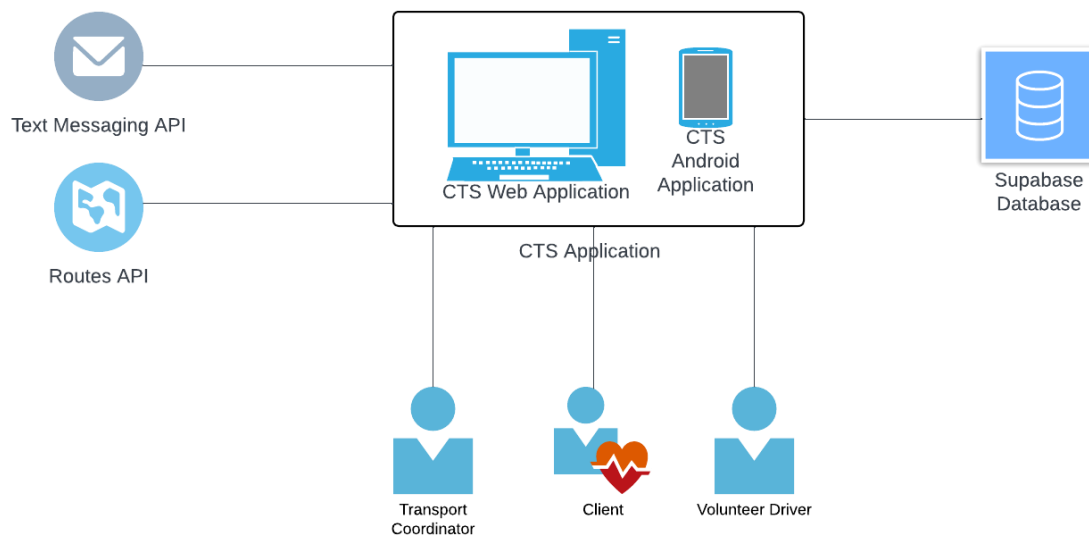 Text Messaging API
Routes API
CTS Web Application
CTS
Android
Application
CTS Application
Supabase
Database
Transport
Coordinator
Client
Volunteer Driver